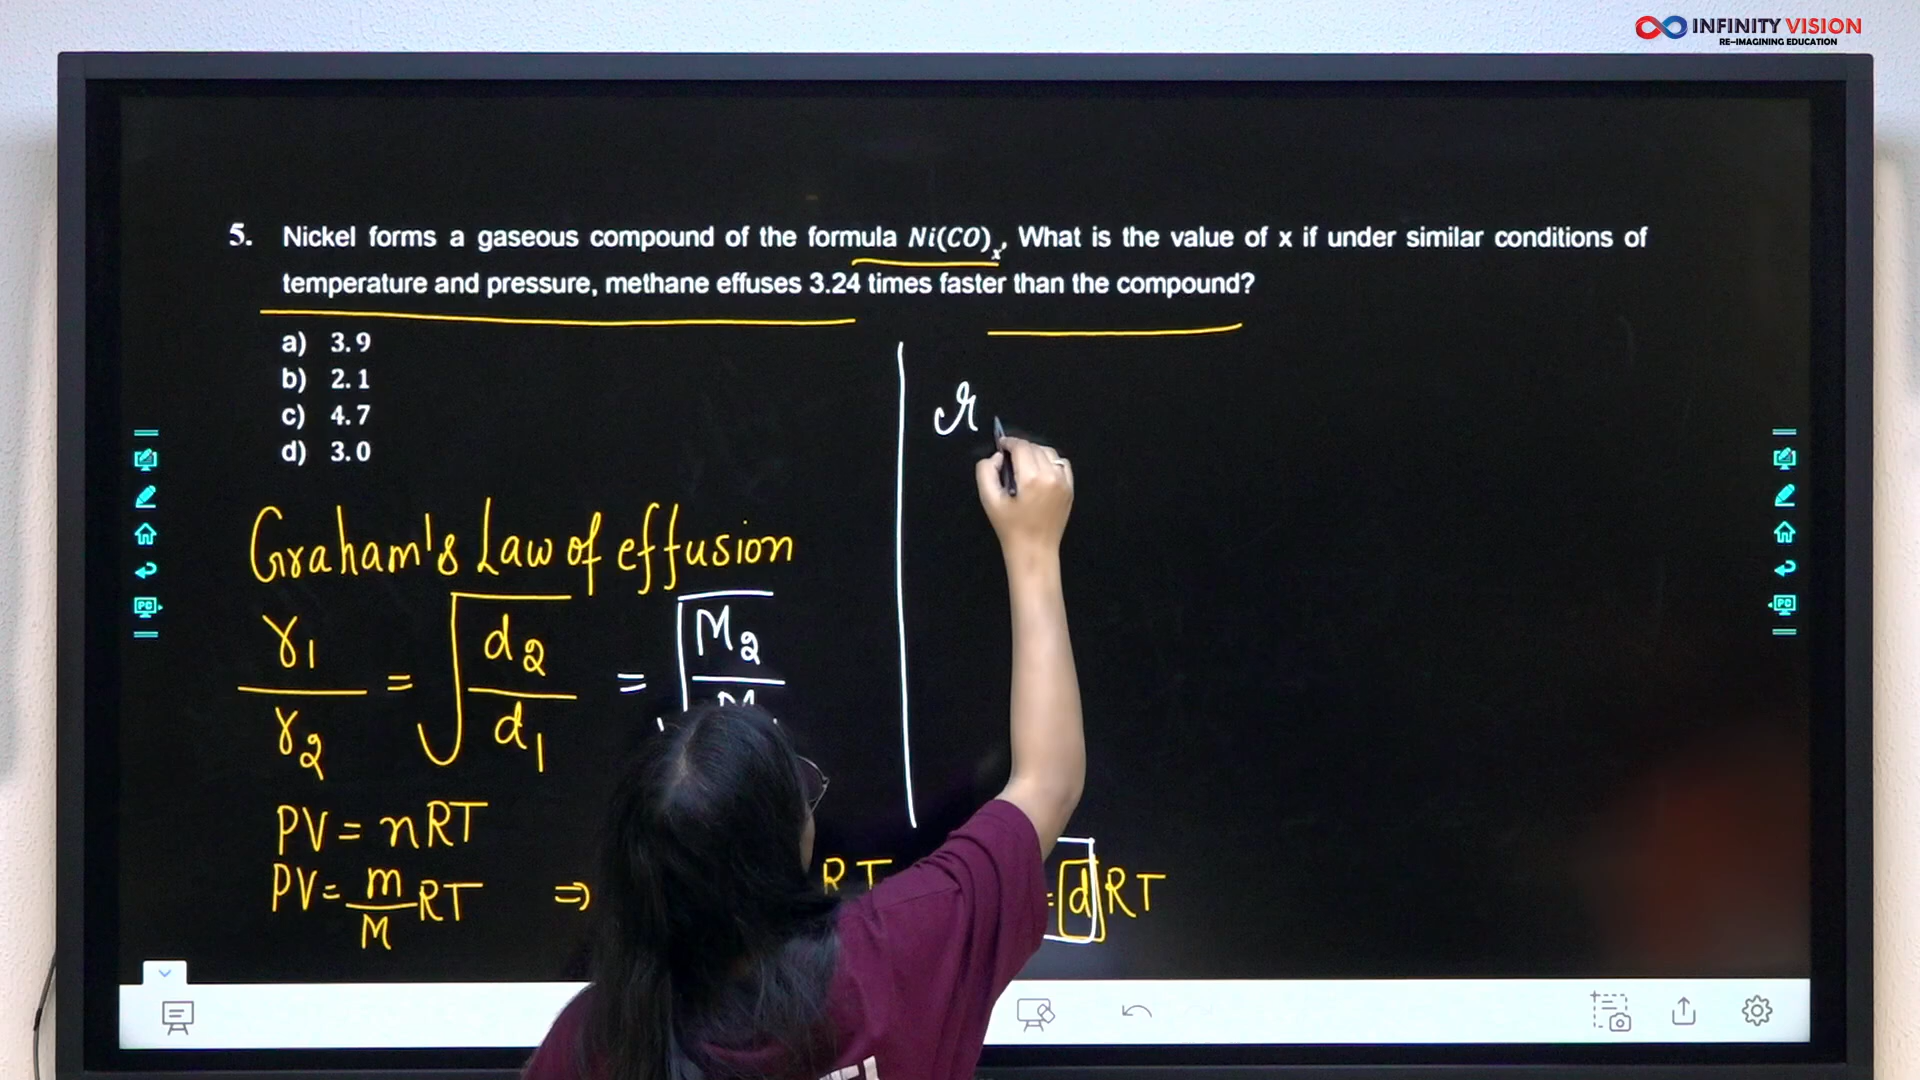 INFINITY VISION
RE-IMAGINING EDUCATION
5. Nickel forms a gaseous compound of the formula Ni(CO)ₓ, What is the value of x if under similar conditions of
temperature and pressure, methane effuses 3.24 times faster than the compound?
a) 3.9
b) 2.1
c) 4.7
d) 3.0
r
Graham's Law of effusion
r₁/r₂ = √(d₂/d₁) = √(M₂/M
PV = nRT
PV = m/M RT ⇒ RT = d RT
PC
PC